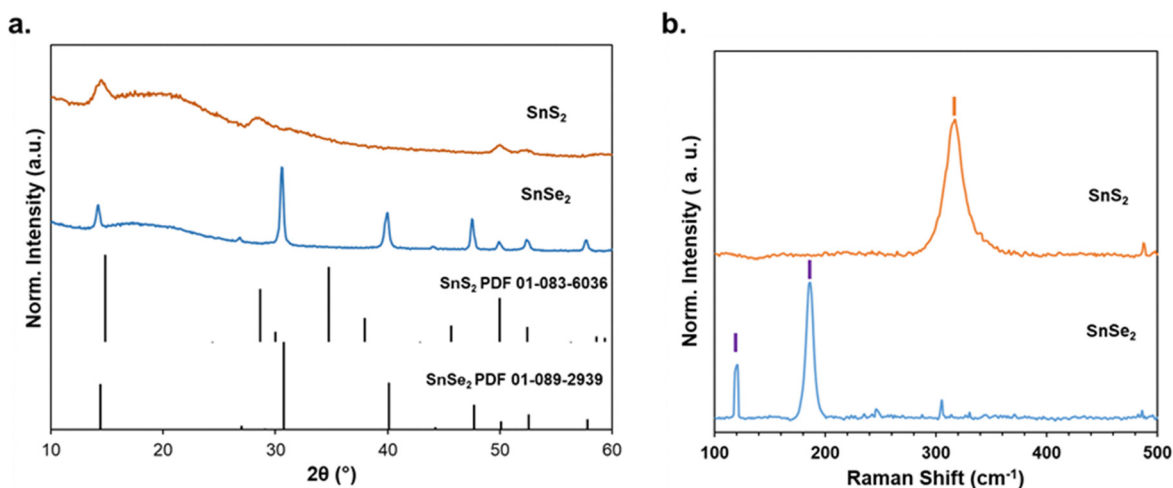 a.
Norm. Intensity (a.u.)
SnS₂
SnSe₂
SnS₂ PDF 01-083-6036
SnSe₂ PDF 01-089-2939
10 20 30 40 50 60
2θ (°)
b.
Norm. Intensity ( a. u.)
SnS₂
SnSe₂
100 200 300 400 500
Raman Shift (cm⁻¹)